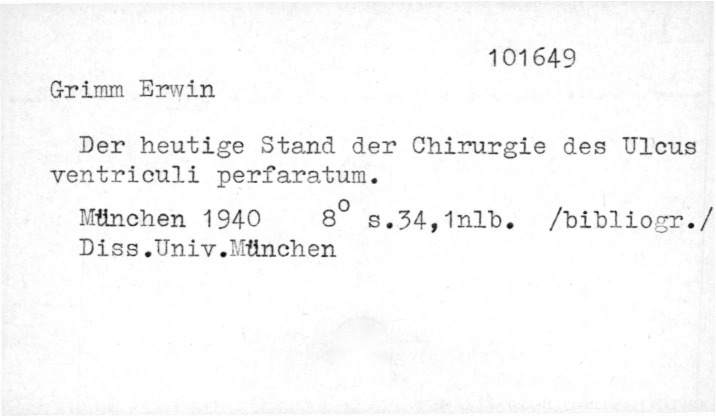 101649
Grimm Erwin
Der heutige Stand der Chirurgie des Ulcus
ventriculi perfaratum.
München 1940 8⁰ s.34,1nlb. /bibliogr./
Diss.Univ.München